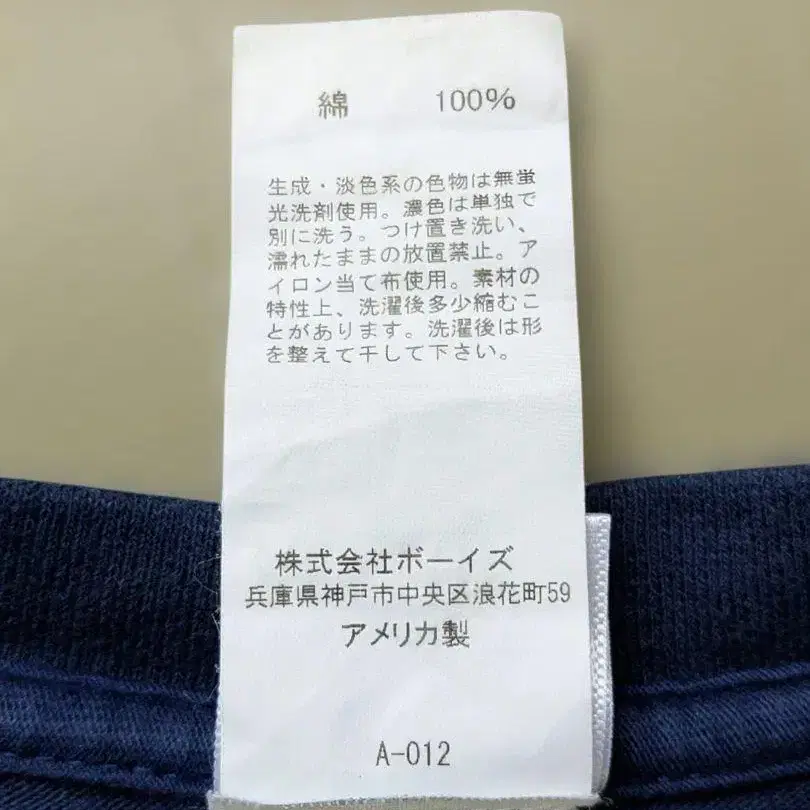 綿 100%
生成・淡色系の色物は無蛍
光洗剤使用。濃色は単独で
別に洗う。つけ置き洗い、
濡れたままの放置禁止。ア
イロン当て布使用。素材の
特性上、洗濯後多少縮むこ
とがあります。洗濯後は形
を整えて干して下さい。
株式会社ボーイズ
兵庫県神戸市中央区浪花町59
アメリカ製
A-012